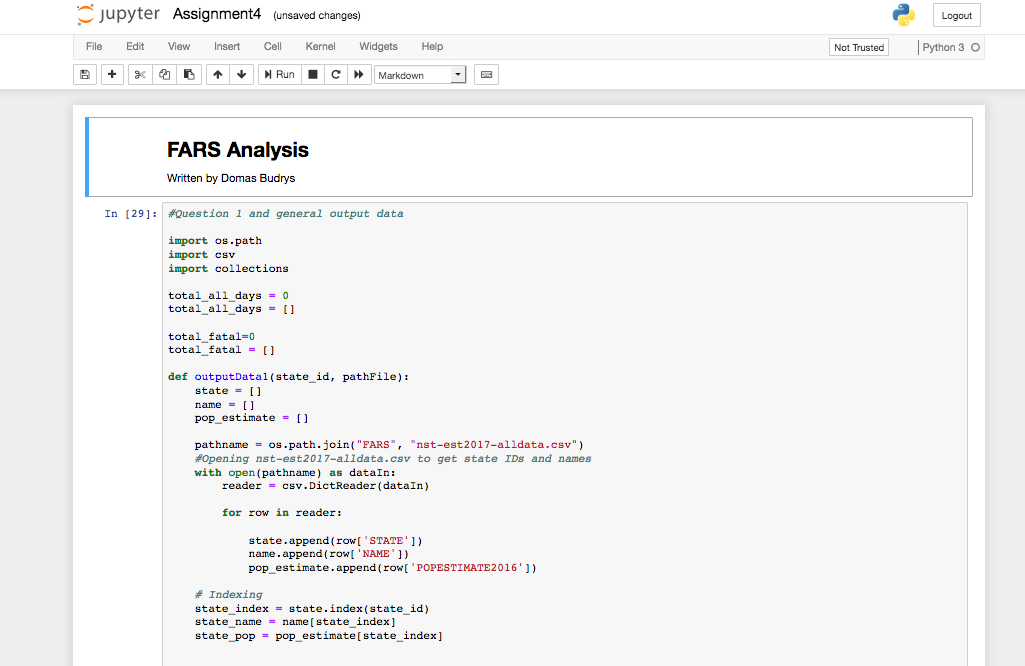 jupyter Assignment4 (unsaved changes) Logout
File Edit View Insert Cell Kernel Widgets Help Not Trusted Python 3
Run Markdown
FARS Analysis
Written by Domas Budrys
In [29]: #Question 1 and general output data
import os.path
import csv
import collections
total_all_days = 0
total_all_days = []
total_fatal=0
total_fatal = []
def outputData1(state_id, pathFile):
    state = []
    name = []
    pop_estimate = []
    pathname = os.path.join("FARS", "nst-est2017-alldata.csv")
    #Opening nst-est2017-alldata.csv to get state IDs and names
    with open(pathname) as dataIn:
        reader = csv.DictReader(dataIn)
        for row in reader:
            state.append(row['STATE'])
            name.append(row['NAME'])
            pop_estimate.append(row['POPESTIMATE2016'])
    # Indexing
    state_index = state.index(state_id)
    state_name = name[state_index]
    state_pop = pop_estimate[state_index]